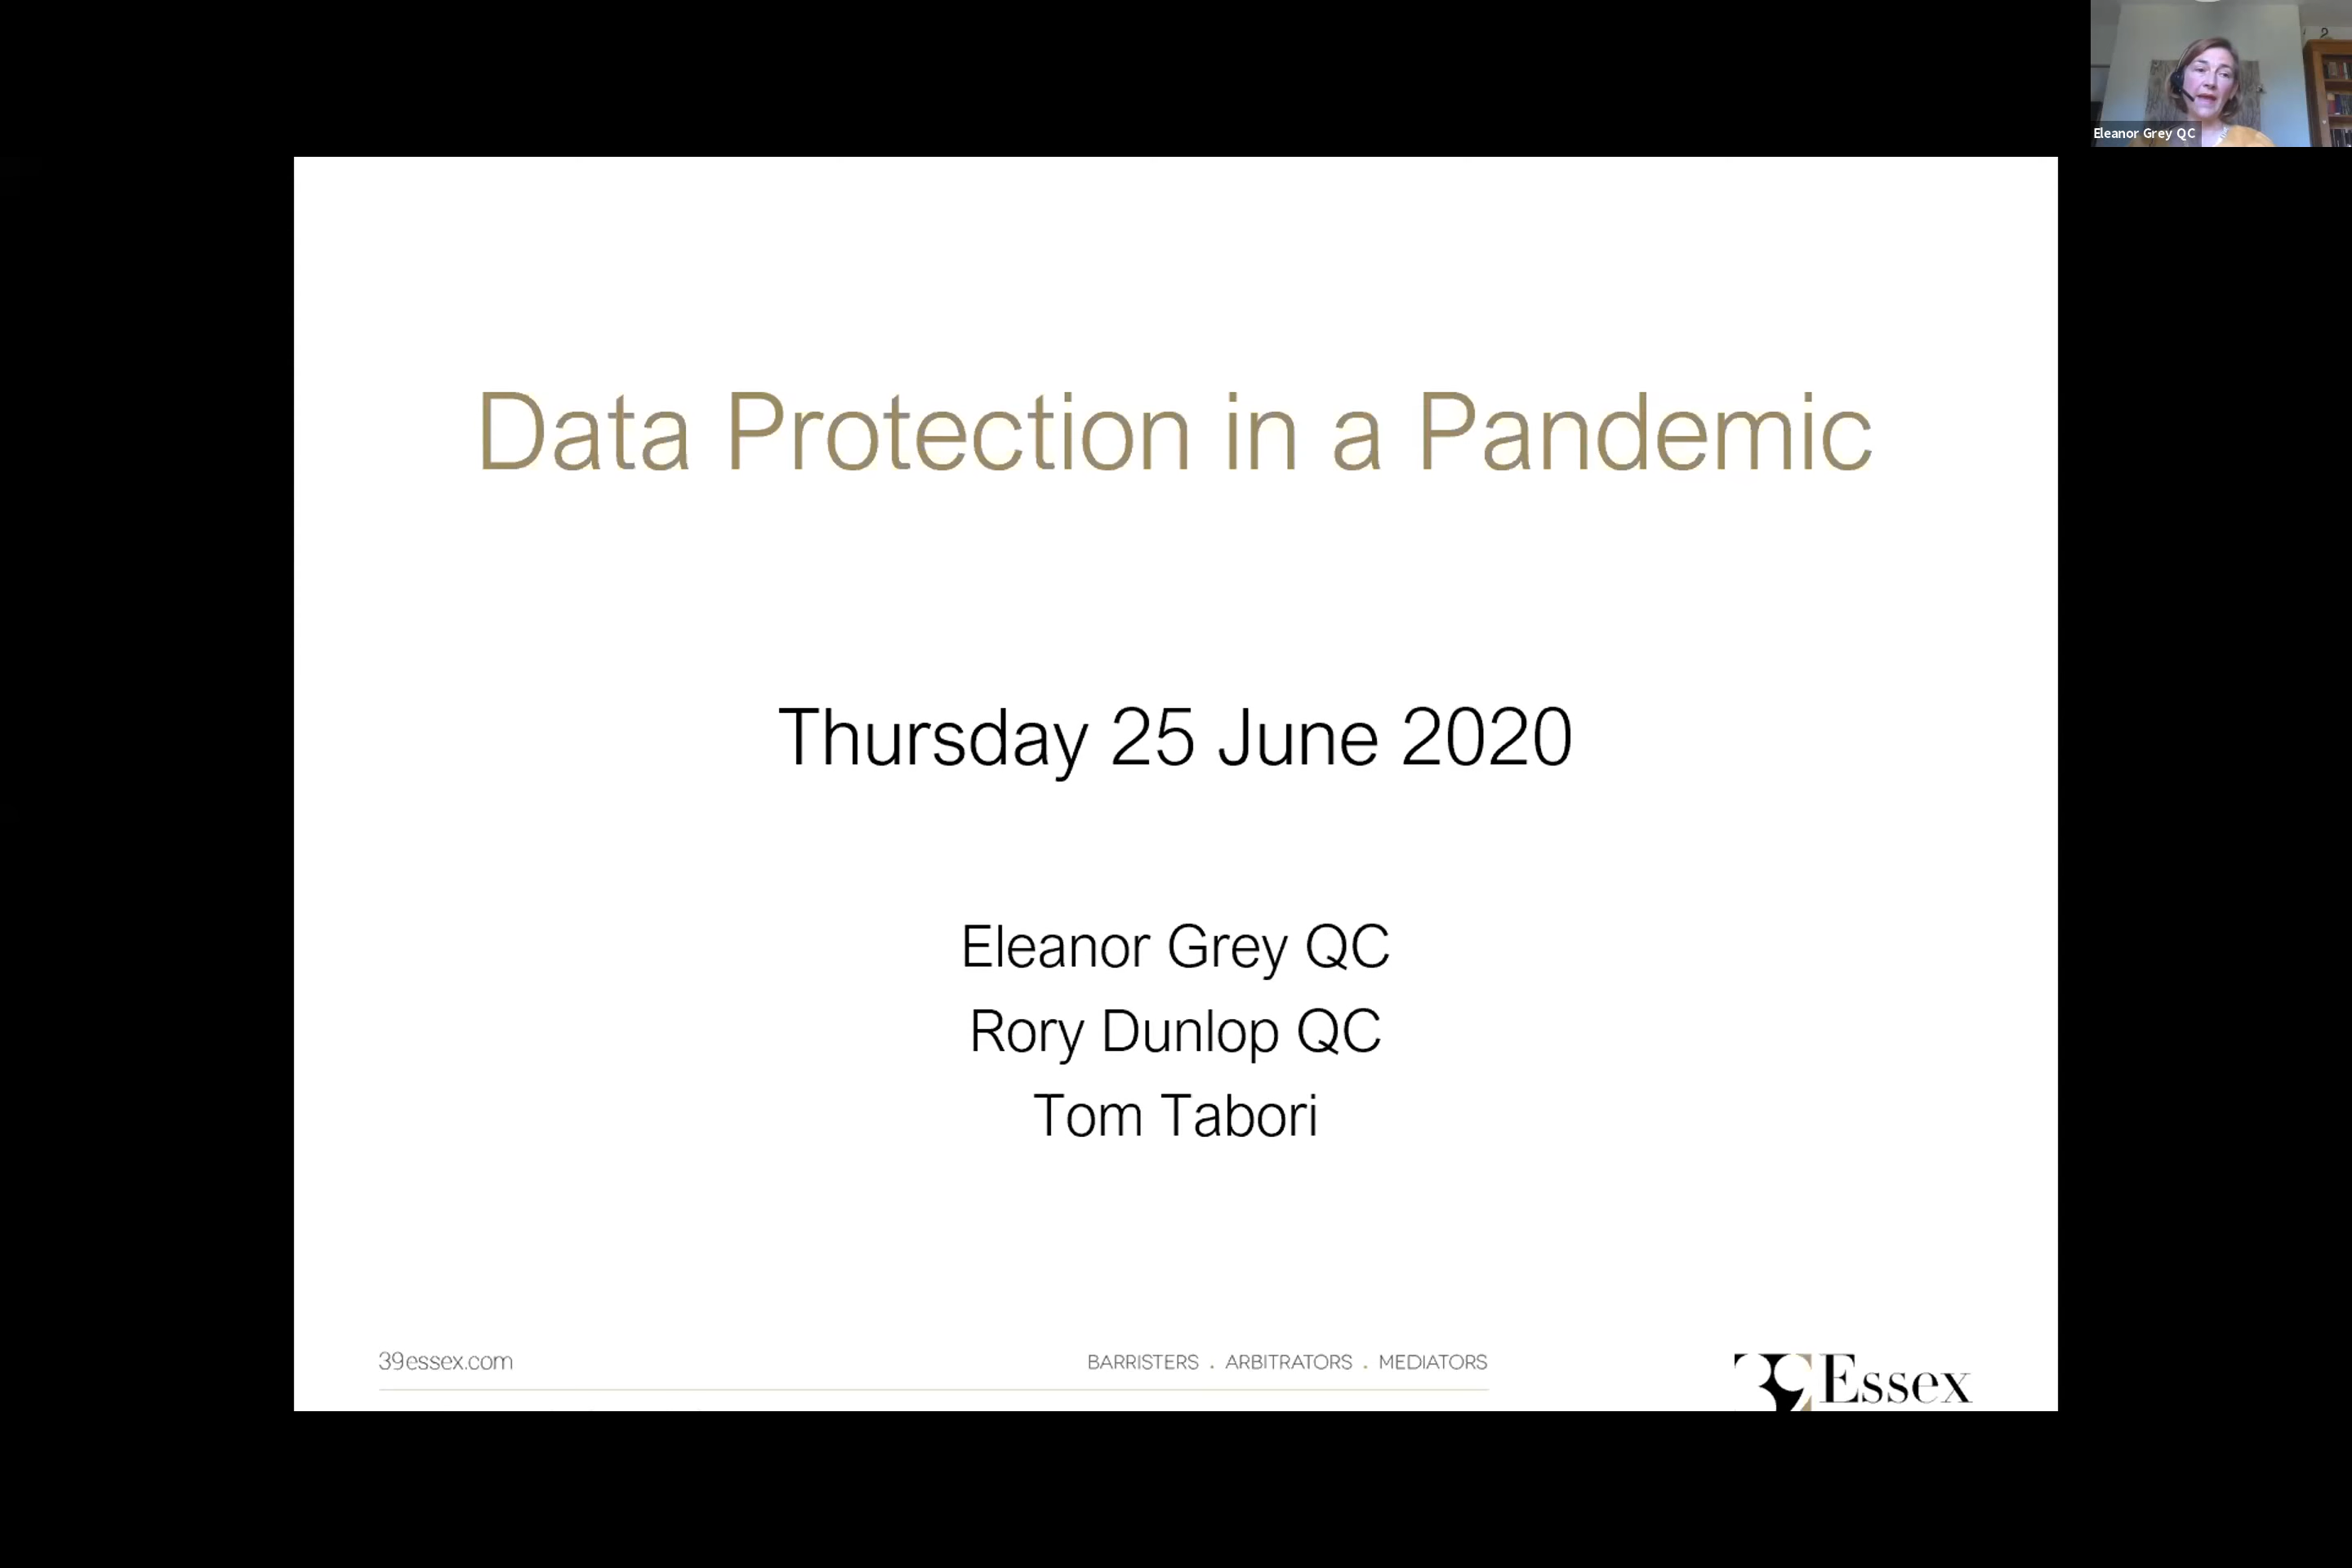 Eleanor Grey QC
Data Protection in a Pandemic
Thursday 25 June 2020
Eleanor Grey QC
Rory Dunlop QC
Tom Tabori
39essex.com
BARRISTERS . ARBITRATORS . MEDIATORS
39 Essex